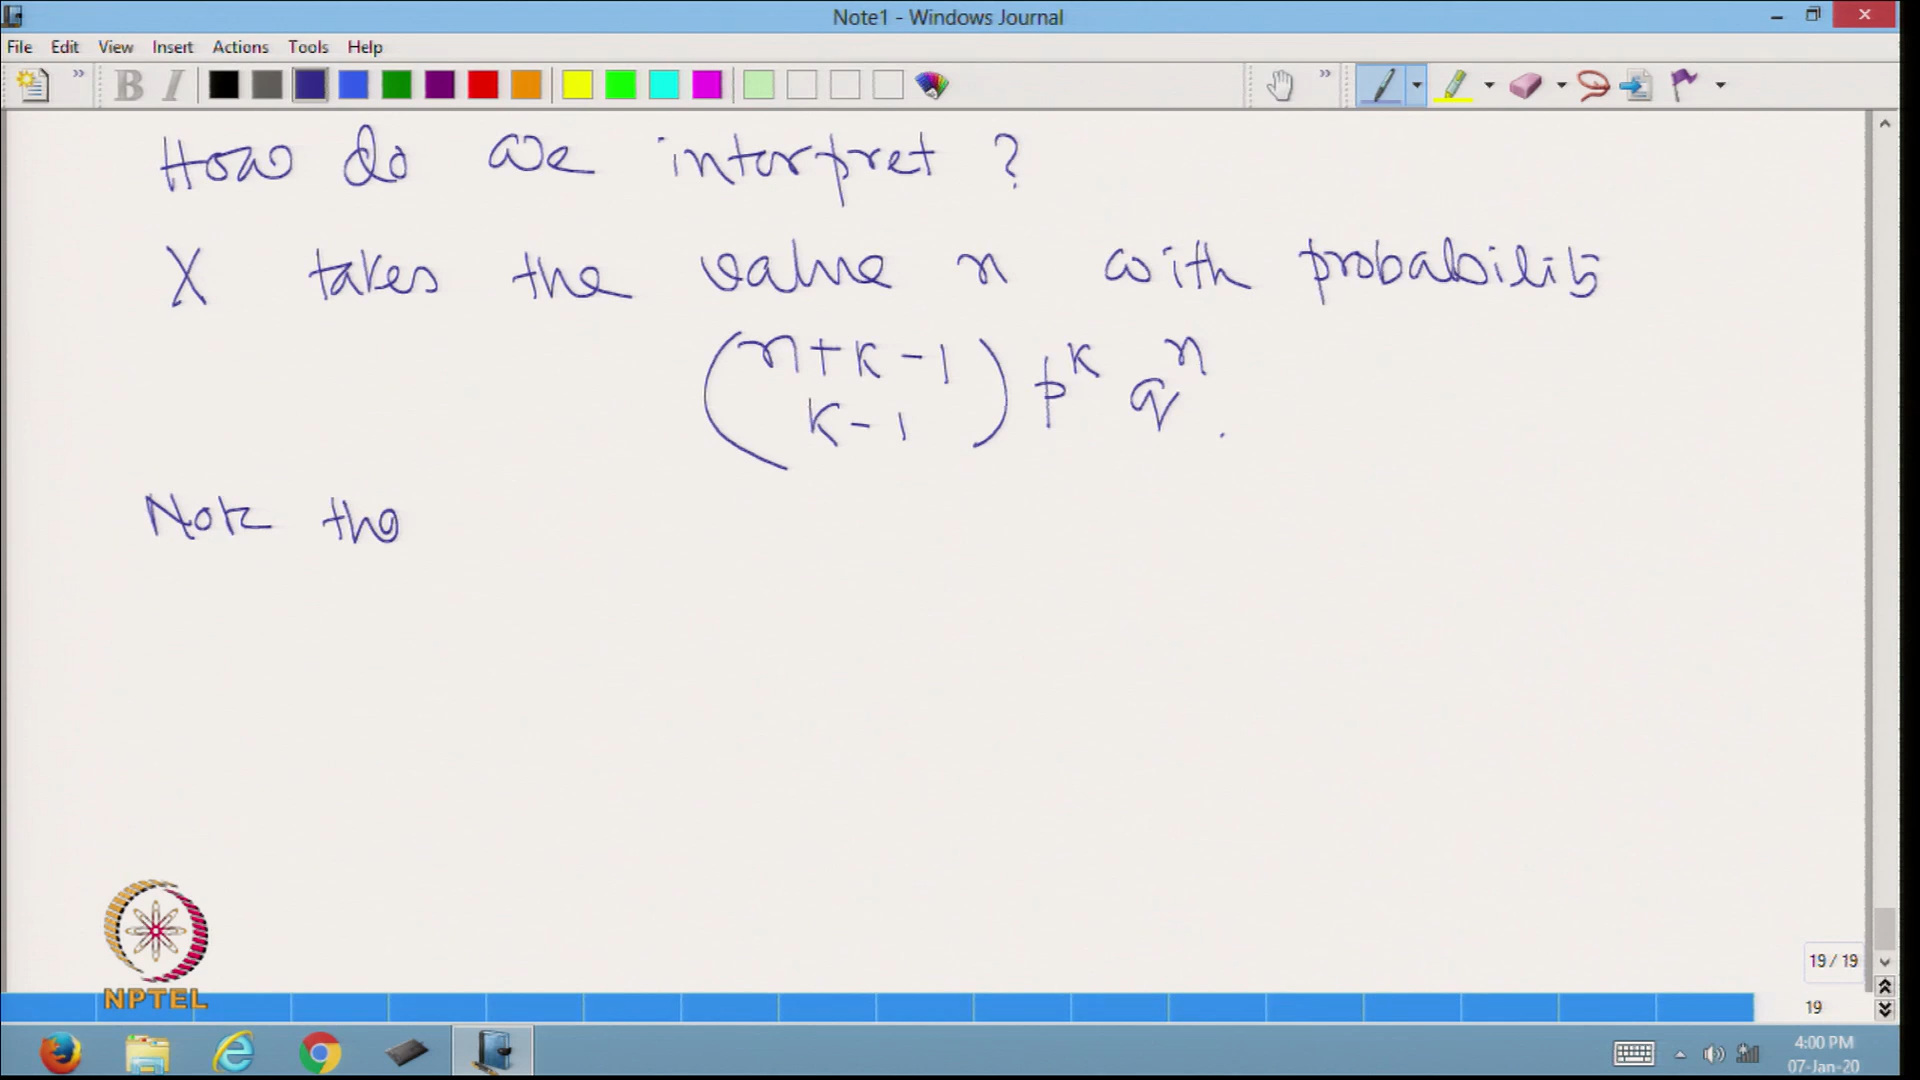 Note1 - Windows Journal
File Edit View Insert Actions Tools Help
B I
How do we interpret ?
X takes the value n with probability
(n+k-1
k-1) p^k q^n .
Note tha
NPTEL
19 / 19
19
4:00 PM
07-Jan-20